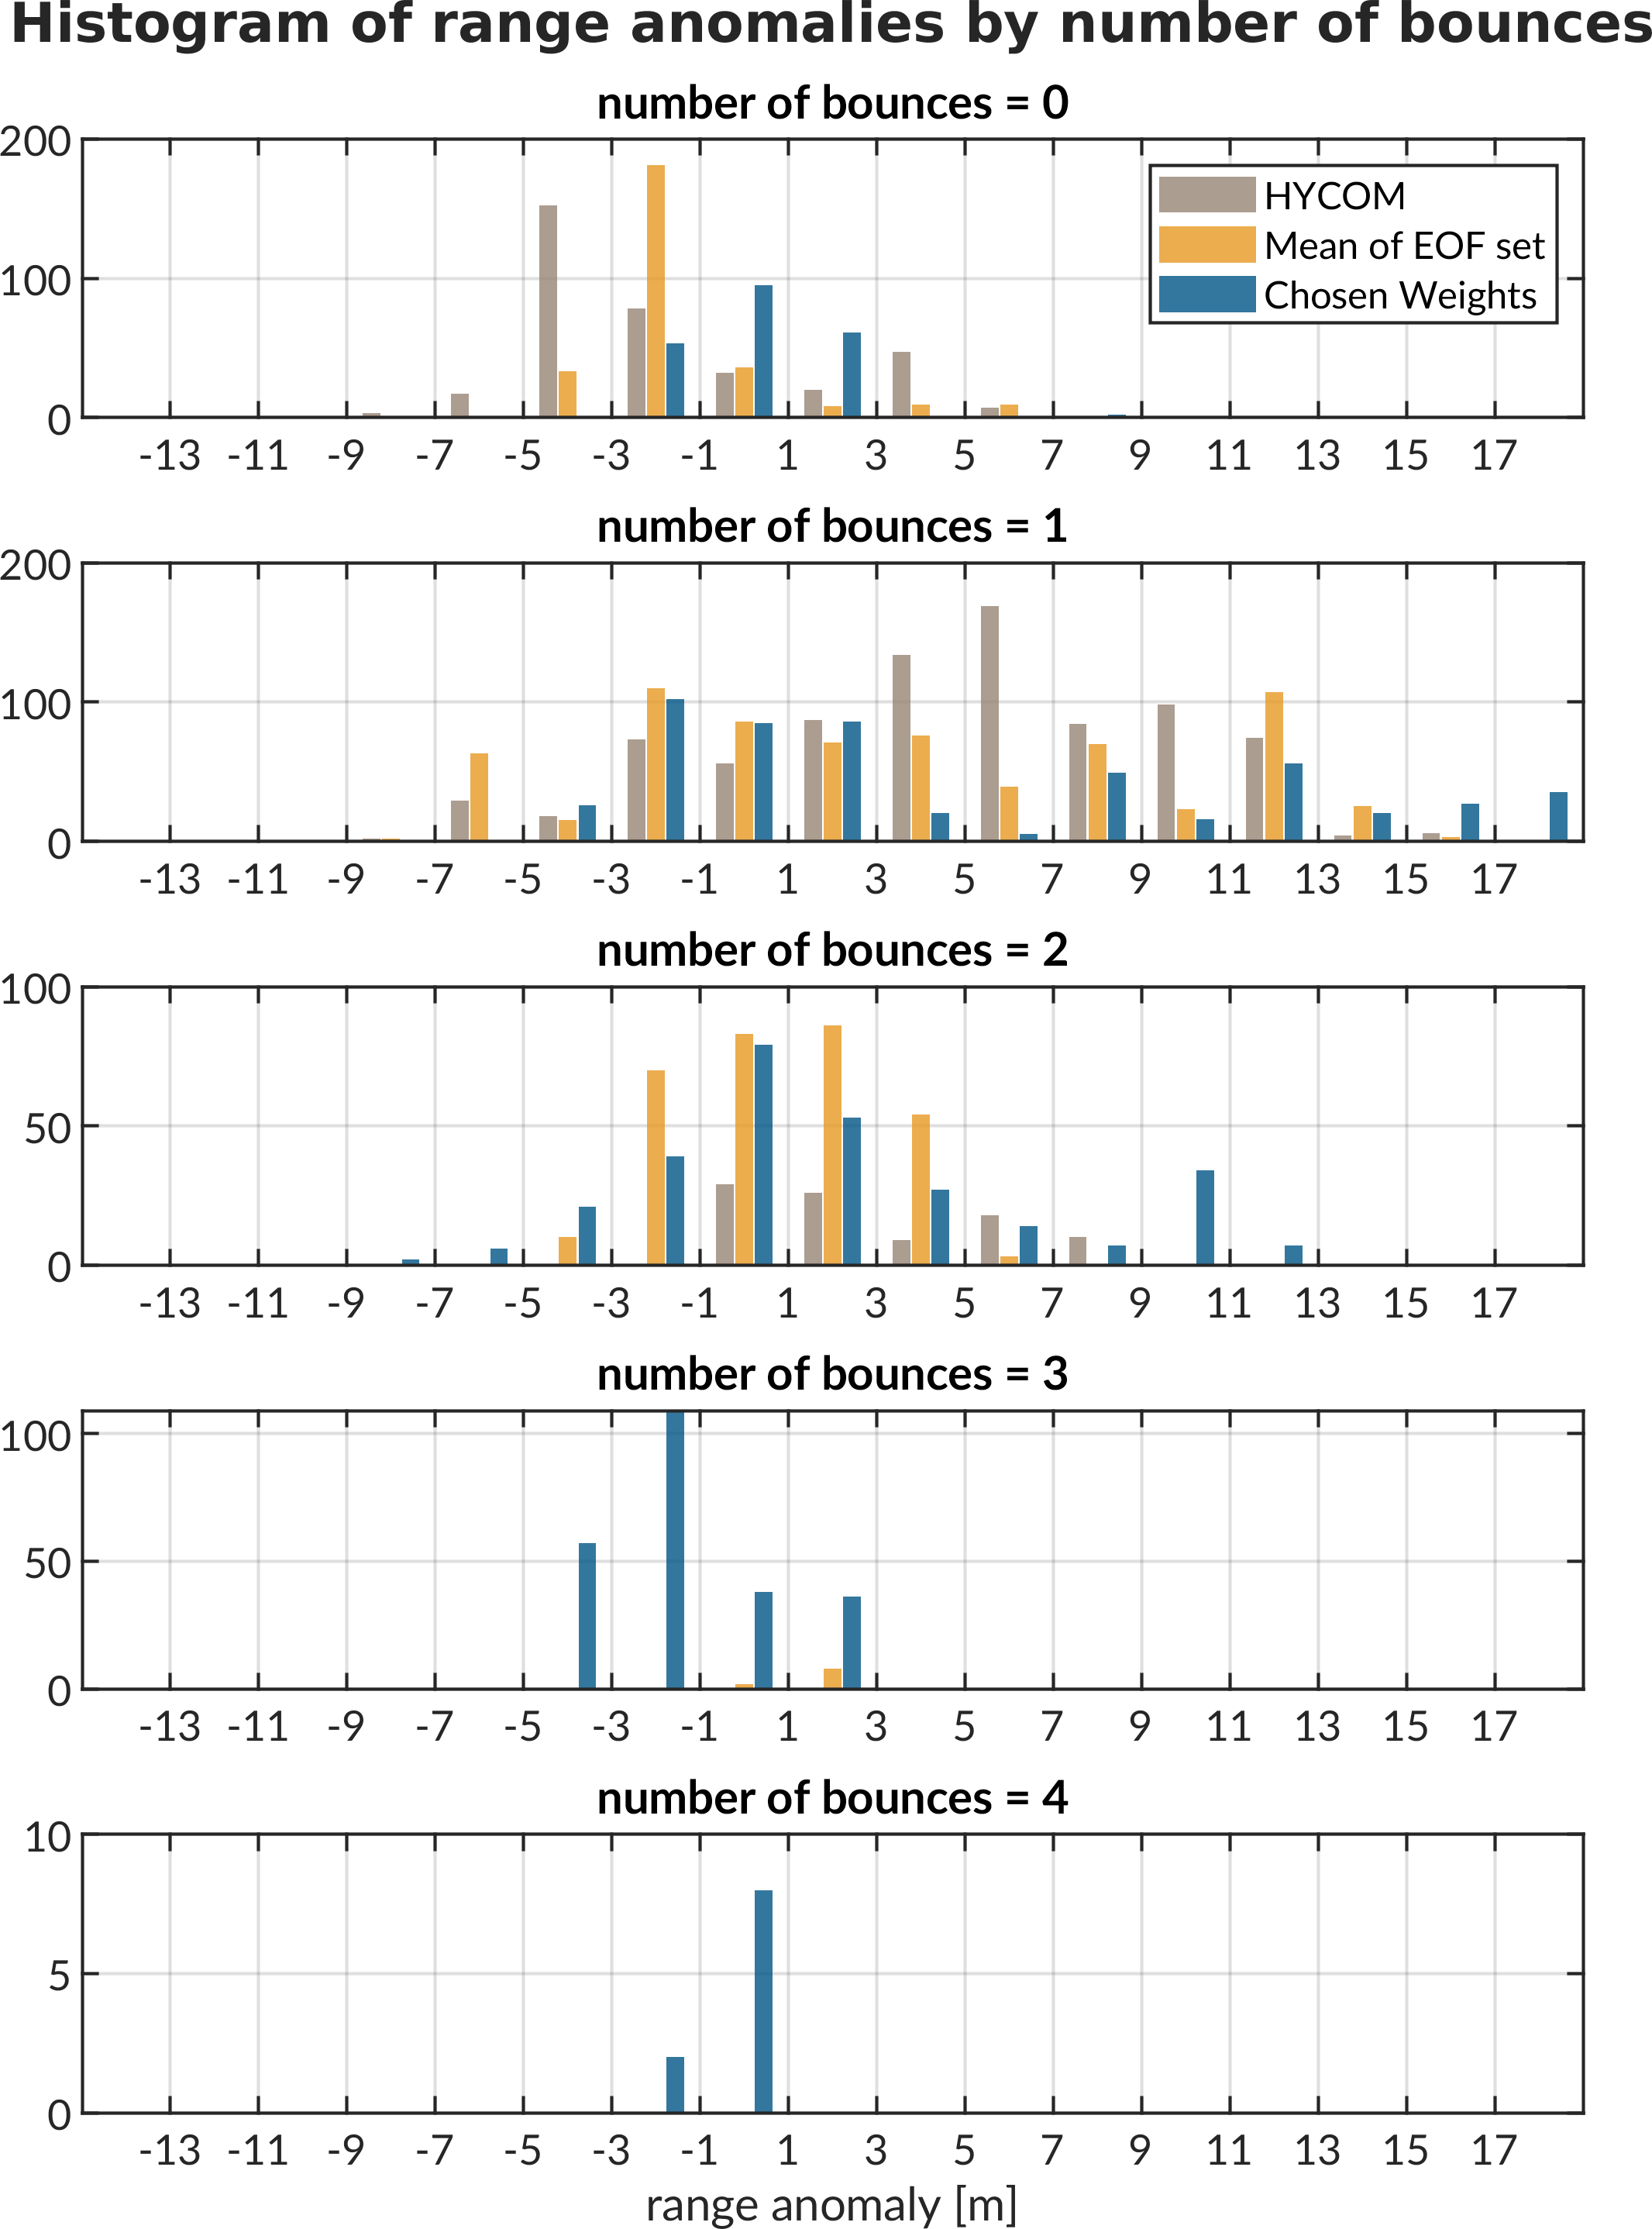 Histogram of range anomalies by number of bounces
number of bounces = 0
200
100
0
HYCOM
Mean of EOF set
Chosen Weights
-13 -11 -9 -7 -5 -3 -1 1 3 5 7 9 11 13 15 17
number of bounces = 1
200
100
0
-13 -11 -9 -7 -5 -3 -1 1 3 5 7 9 11 13 15 17
number of bounces = 2
100
50
0
-13 -11 -9 -7 -5 -3 -1 1 3 5 7 9 11 13 15 17
number of bounces = 3
100
50
0
-13 -11 -9 -7 -5 -3 -1 1 3 5 7 9 11 13 15 17
number of bounces = 4
10
5
0
-13 -11 -9 -7 -5 -3 -1 1 3 5 7 9 11 13 15 17
range anomaly [m]